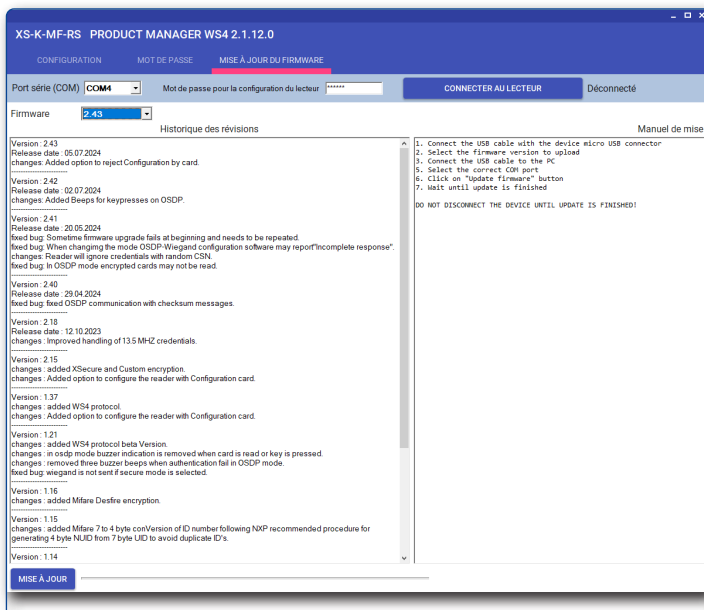 XS-K-MF-RS PRODUCT MANAGER WS4 2.1.12.0
CONFIGURATION MOT DE PASSE MISE À JOUR DU FIRMWARE
Port série (COM) COM4 Mot de passe pour la configuration du lecteur ****** CONNECTER AU LECTEUR Déconnecté
Firmware 2.43
Historique des révisions
Version : 2.43
Release date : 05.07.2024
changes: Added option to reject Configuration by card.
------------------------
Version : 2.42
Release date : 02.07.2024
changes: Added Beeps for keypresses on OSDP.
------------------------
Version : 2.41
Release date : 20.05.2024
fixed bug: Sometime firmware upgrade fails at beginning and needs to be repeated.
fixed bug: When changing the mode OSDP-Wiegand configuration software may report"Incomplete response".
changes: Reader will ignore credentials with random CSN.
fixed bug: In OSDP mode encrypted cards may not be read.
------------------------
Version : 2.40
Release date : 29.04.2024
fixed bug: fixed OSDP communication with checksum messages.
------------------------
Version : 2.18
Release date : 12.10.2023
changes : Improved handling of 13.5 MHZ credentials.
------------------------
Version : 2.15
changes : added XSecure and Custom encryption.
changes : Added option to configure the reader with Configuration card.
------------------------
Version : 1.37
changes : added WS4 protocol.
changes : Added option to configure the reader with Configuration card.
------------------------
Version : 1.21
changes : added WS4 protocol beta Version.
changes : in osdp mode buzzer indication is removed when card is read or key is pressed.
changes : removed three buzzer beeps when authentication fail in OSDP mode.
fixed bug: wiegand is not sent if secure mode is selected.
------------------------
Version : 1.16
changes : added Mifare Desfire encryption.
------------------------
Version : 1.15
changes : added Mifare 7 to 4 byte conVersion of ID number following NXP recommended procedure for
generating 4 byte NUID from 7 byte UID to avoid duplicate ID's.
------------------------
Version : 1.14
Manuel de mise
1. Connect the USB cable with the device micro USB connector
2. Select the firmware version to upload
3. Connect the USB cable to the PC
5. Select the correct COM port
6. Click on "Update firmware" button
7. Wait until update is finished
DO NOT DISCONNECT THE DEVICE UNTIL UPDATE IS FINISHED!
MISE À JOUR